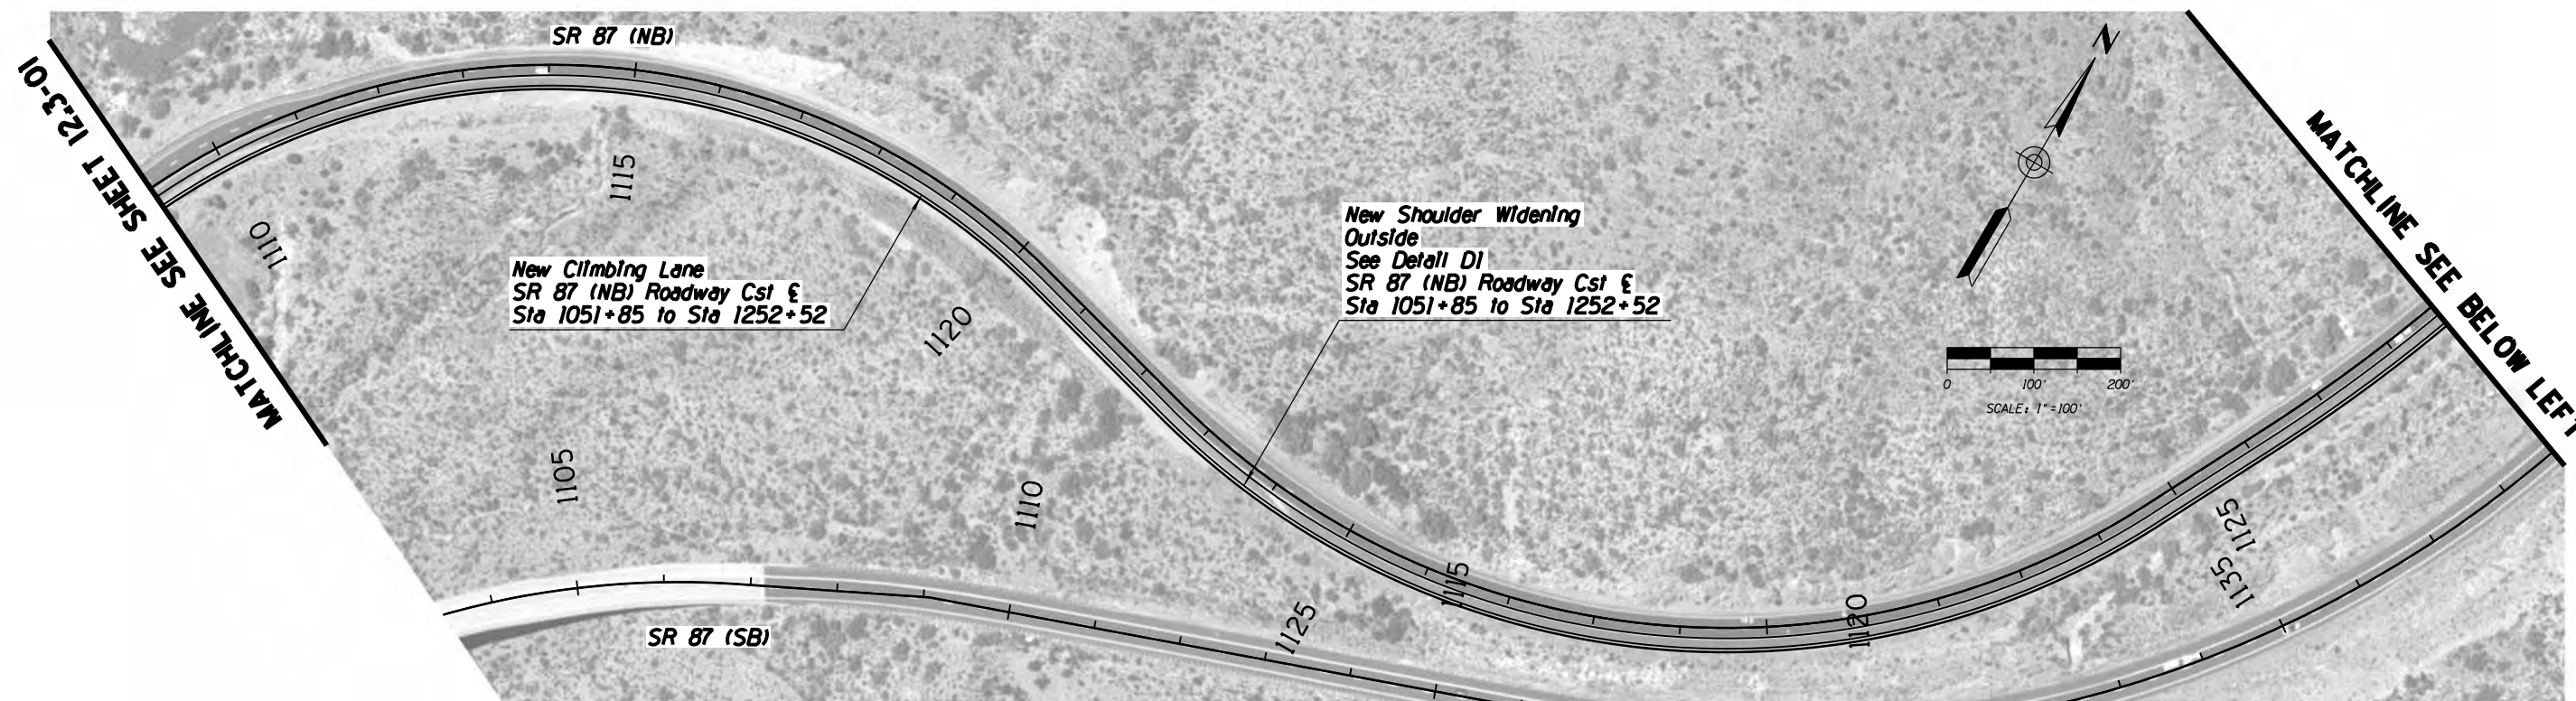 SR 87 (NB)
N
MATCHLINE SEE SHEET 12.3-01
MATCHLINE SEE BELOW LEFT
1115
1110
New Shoulder Widening
Outside
See Detail D1
SR 87 (NB) Roadway Cst ℄
Sta 1051+85 to Sta 1252+52
New Climbing Lane
SR 87 (NB) Roadway Cst ℄
Sta 1051+85 to Sta 1252+52
1120
0 100' 200'
SCALE: 1"=100'
1105
1110
1125
1135
1115
1120
1125
SR 87 (SB)